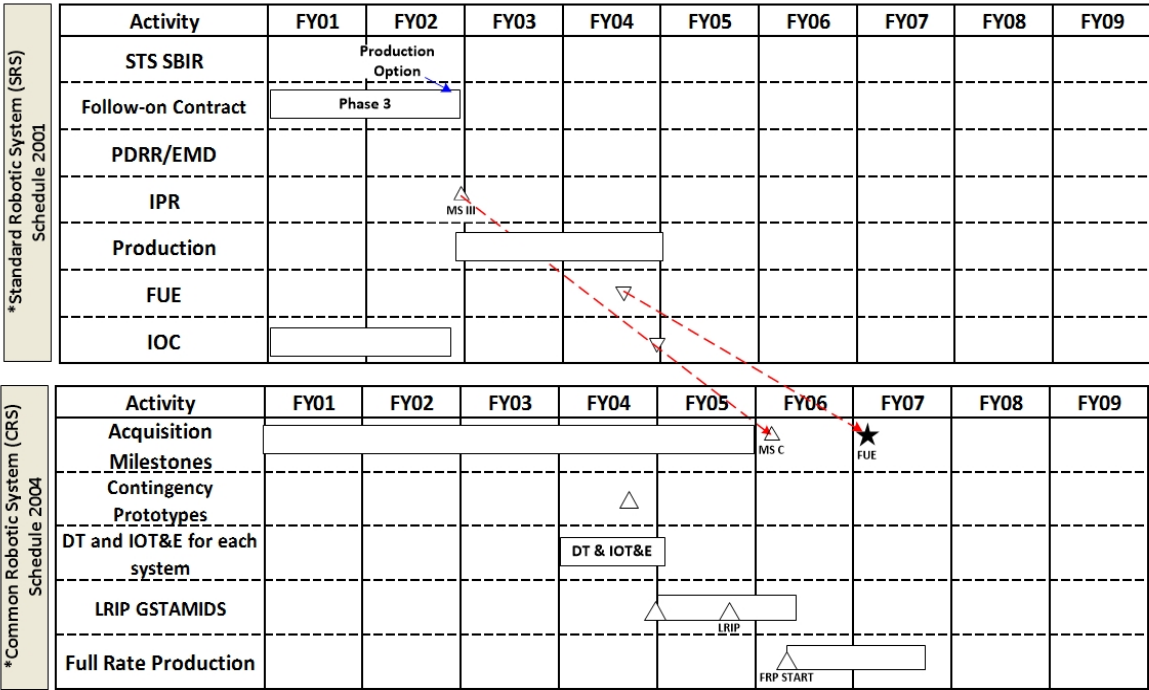 *Standard Robotic System (SRS)
Schedule 2001
Activity FY01 FY02 FY03 FY04 FY05 FY06 FY07 FY08 FY09
STS SBIR
Production
Option
Follow-on Contract Phase 3
PDRR/EMD
IPR
MS III
Production
FUE
IOC
*Common Robotic System (CRS)
Schedule 2004
Activity FY01 FY02 FY03 FY04 FY05 FY06 FY07 FY08 FY09
Acquisition
Milestones
MS C FUE
Contingency
Prototypes
DT and IOT&E for each
system
DT & IOT&E
LRIP GSTAMIDS
LRIP
Full Rate Production
FRP START